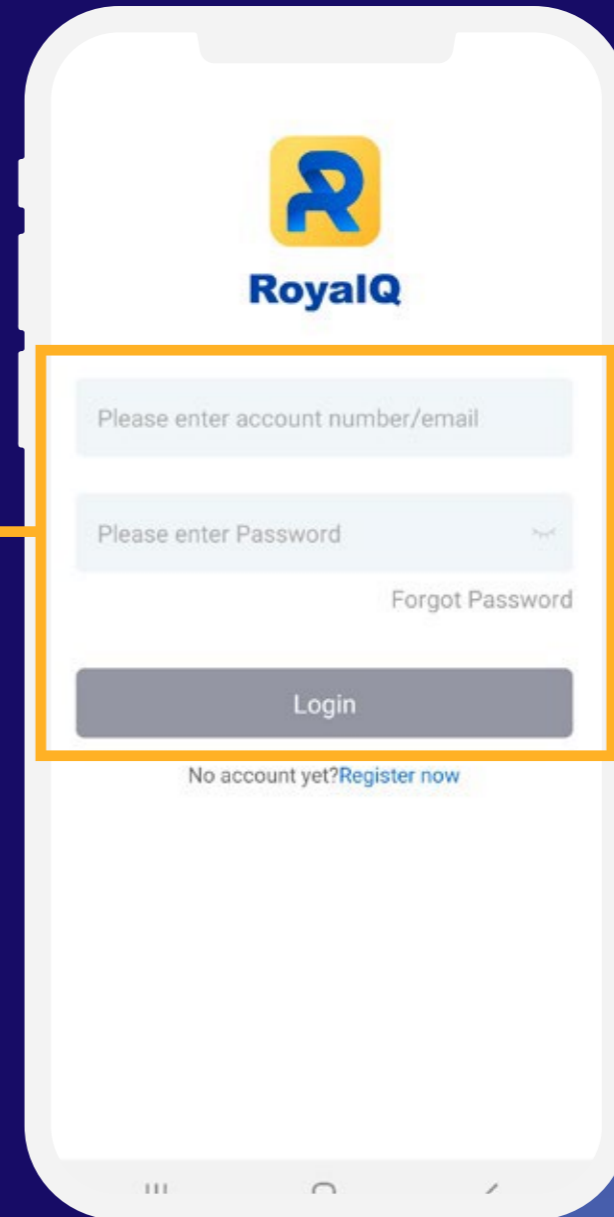 RoyalQ
Please enter account number/email
Please enter Password
Forgot Password
Login
No account yet?Register now